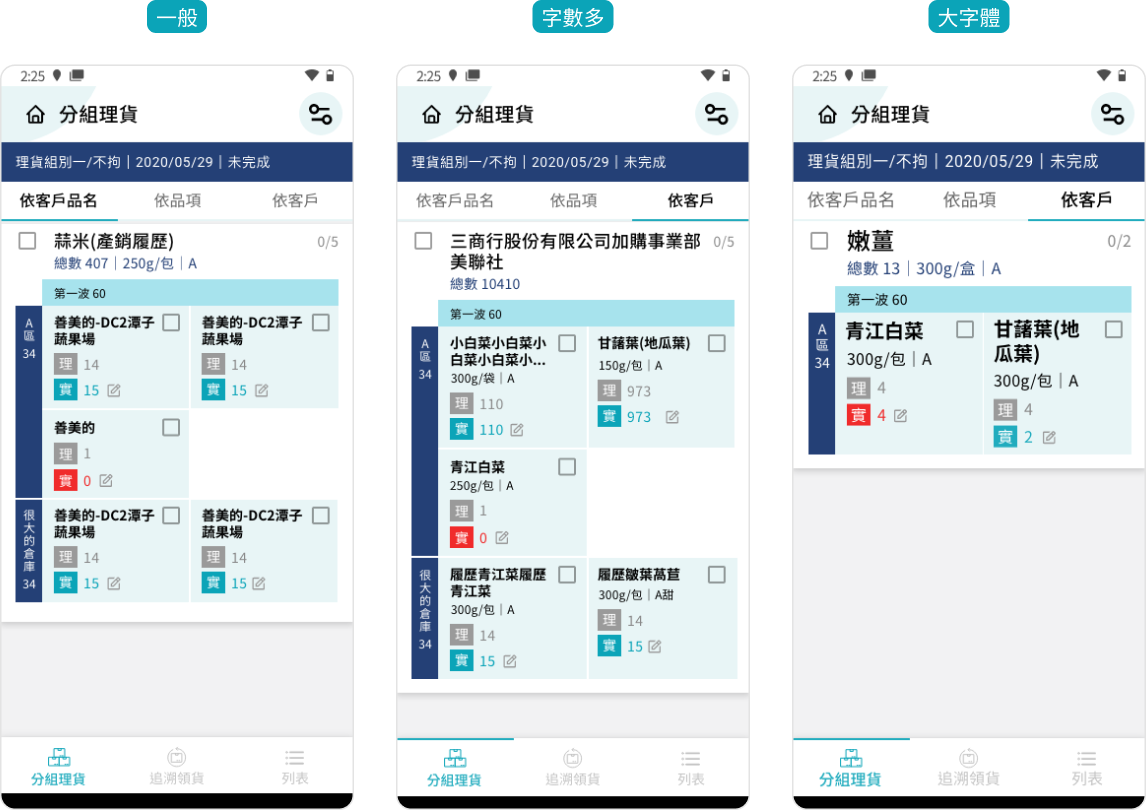 一般
2:25
分組理貨
理貨組別一/不拘｜2020/05/29｜未完成
依客戶品名 依品項 依客戶
蒜米(產銷履歷) 0/5
總數 407｜250g/包｜A
第一波 60
A區 34
善美的-DC2潭子
蔬果場
理 14
實 15
善美的-DC2潭子
蔬果場
理 14
實 15
善美的
理 1
實 0
很大的倉庫 34
善美的-DC2潭子
蔬果場
理 14
實 15
善美的-DC2潭子
蔬果場
理 14
實 15
分組理貨 追溯領貨 列表
字數多
2:25
分組理貨
理貨組別一/不拘｜2020/05/29｜未完成
依客戶品名 依品項 依客戶
三商行股份有限公司加購事業部 0/5
美聯社
總數 10410
第一波 60
A區 34
小白菜小白菜小
白菜小白菜小...
300g/袋｜A
理 110
實 110
甘藷葉(地瓜葉)
150g/包｜A
理 973
實 973
青江白菜
250g/包｜A
理 1
實 0
很大的倉庫 34
履歷青江菜履歷
青江菜
300g/包｜A
理 14
實 15
履歷皺葉萵苣
300g/包｜A甜
理 14
實 15
分組理貨 追溯領貨 列表
大字體
2:25
分組理貨
理貨組別一/不拘｜2020/05/29｜未完成
依客戶品名 依品項 依客戶
嫩薑 0/2
總數 13｜300g/盒｜A
第一波 60
A區 34
青江白菜
300g/包｜A
理 4
實 4
甘藷葉(地
瓜葉)
300g/包｜A
理 4
實 2
分組理貨 追溯領貨 列表